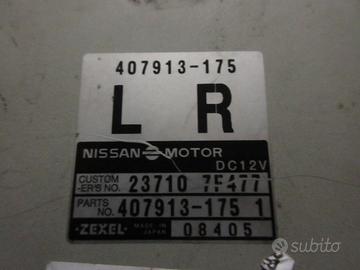 407913-175
L R
NISSAN MOTOR
DC12V
CUSTOM
-ER'S NO. 23710 7F477
PARTS
NO. 407913-175 1
ZEXEL MADE IN
JAPAN 08405
subito